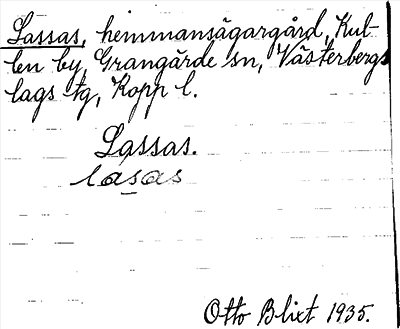 Lassas, hemmansägargård, Kul-
len by, Grangärde sn, Västerbergs
lags tg, Kopp l.
Lassas.
lasas
Otto Blixt 1935.